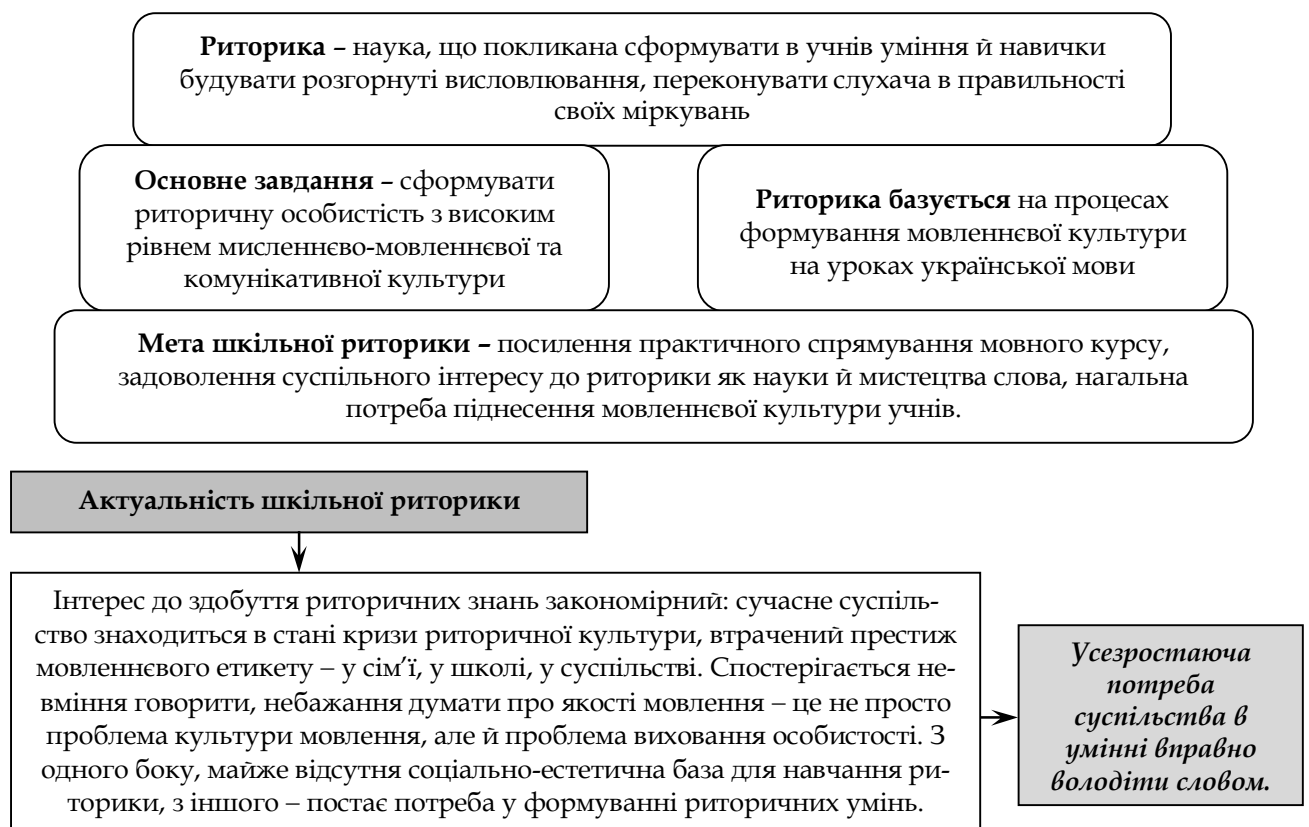 Риторика – наука, що покликана сформувати в учнів уміння й навички
будувати розгорнуті висловлювання, переконувати слухача в правильності
своїх міркувань
Основне завдання – сформувати
риторичну особистість з високим
рівнем мисленнєво-мовленнєвої та
комунікативної культури
Риторика базується на процесах
формування мовленнєвої культури
на уроках української мови
Мета шкільної риторики – посилення практичного спрямування мовного курсу,
задоволення суспільного інтересу до риторики як науки й мистецтва слова, нагальна
потреба піднесення мовленнєвої культури учнів.
Актуальність шкільної риторики
Інтерес до здобуття риторичних знань закономірний: сучасне суспіль-
ство знаходиться в стані кризи риторичної культури, втрачений престиж
мовленнєвого етикету – у сім’ї, у школі, у суспільстві. Спостерігається не-
вміння говорити, небажання думати про якості мовлення – це не просто
проблема культури мовлення, але й проблема виховання особистості. З
одного боку, майже відсутня соціально-естетична база для навчання ри-
торики, з іншого – постає потреба у формуванні риторичних умінь.
Усезростаюча
потреба
суспільства в
умінні вправно
володіти словом.